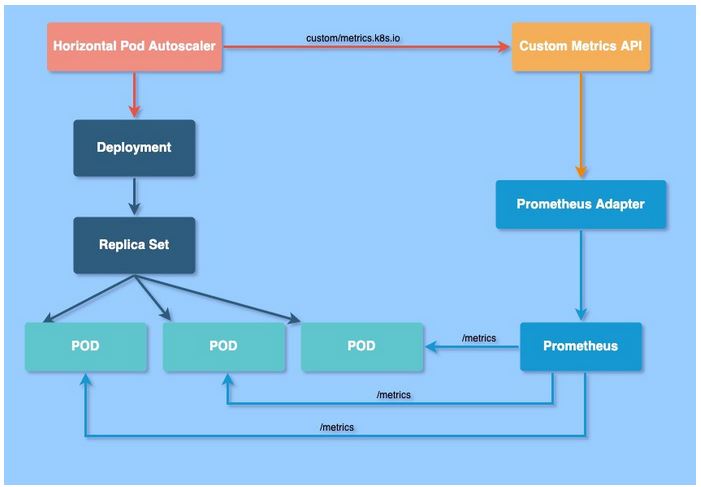 Horizontal Pod Autoscaler
custom/metrics.k8s.io
Custom Metrics API
Deployment
Prometheus Adapter
Replica Set
POD
POD
POD
/metrics
Prometheus
/metrics
/metrics